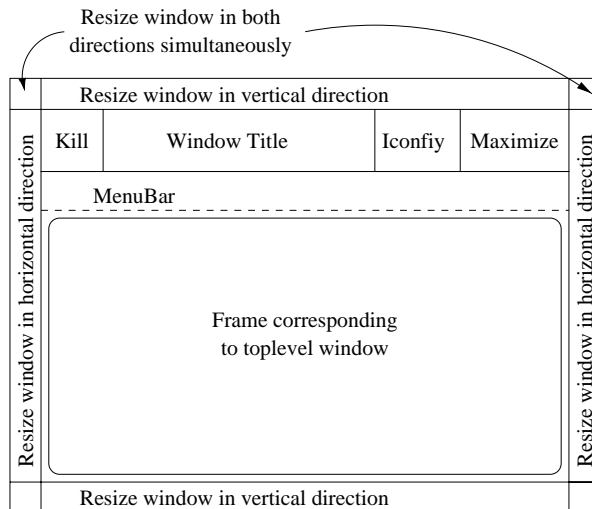 Resize window in both
directions simultaneously
Resize window in vertical direction
Kill Window Title Iconfiy Maximize
MenuBar
Resize window in horizontal direction
Frame corresponding
to toplevel window
Resize window in horizontal direction
Resize window in vertical direction